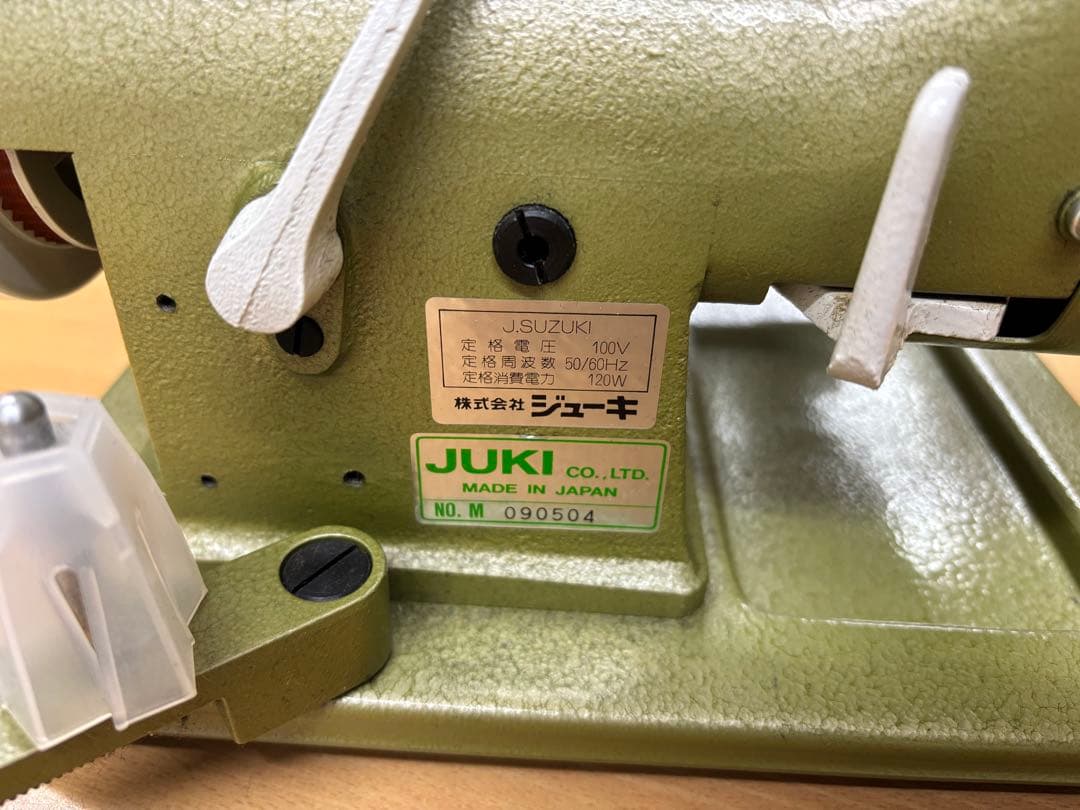 J.SUZUKI
定格電圧 100V
定格周波数 50/60Hz
定格消費電力 120W
株式会社 ジューキ
JUKI CO.,LTD.
MADE IN JAPAN
NO. M 090504